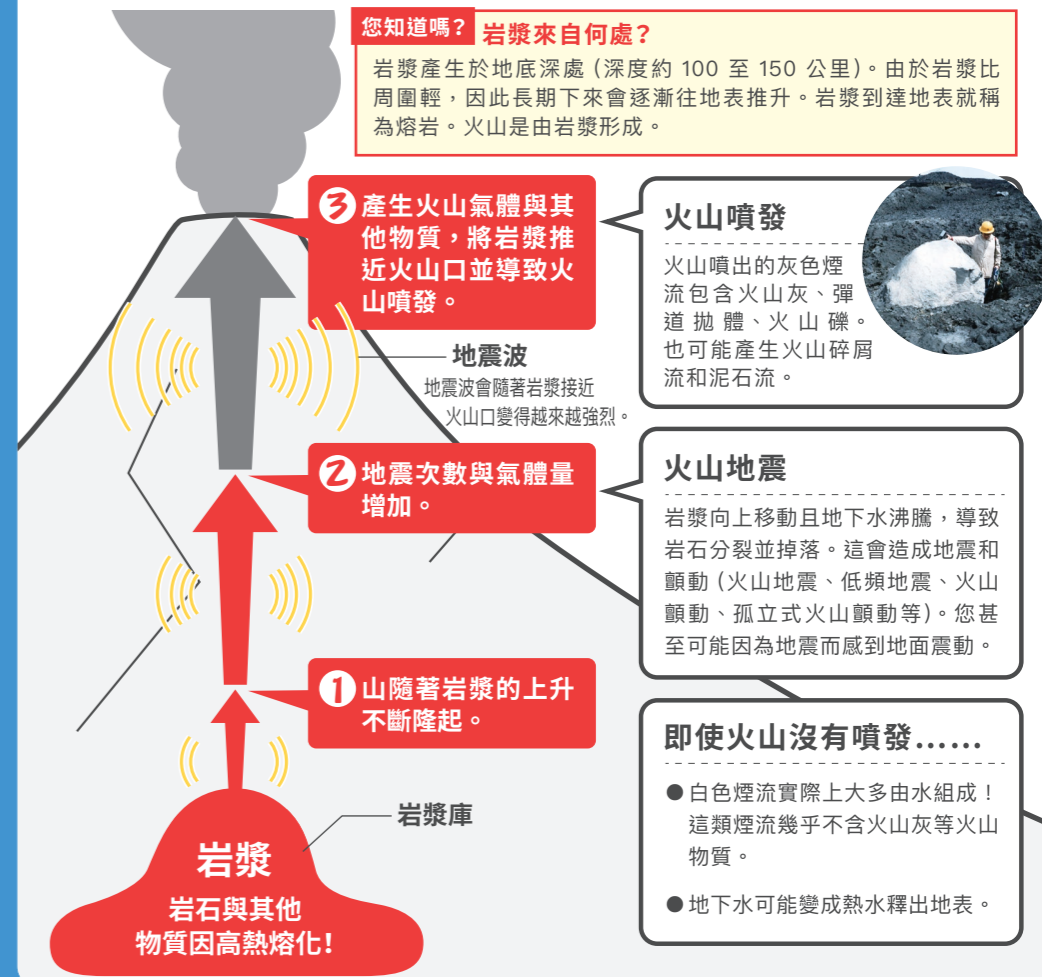 您知道嗎？ 岩漿來自何處？
岩漿產生於地底深處 (深度約 100 至 150 公里)。由於岩漿比
周圍輕，因此長期下來會逐漸往地表推升。岩漿到達地表就稱
為熔岩。火山是由岩漿形成。
3 產生火山氣體與其
他物質，將岩漿推
近火山口並導致火
山噴發。
火山噴發
火山噴出的灰色煙
流包含火山灰、彈
道拋體、火山礫。
也可能產生火山碎屑
流和泥石流。
地震波
地震波會隨著岩漿接近
火山口變得越來越強烈。
2 地震次數與氣體量
增加。
火山地震
岩漿向上移動且地下水沸騰，導致
岩石分裂並掉落。這會造成地震和
顫動 (火山地震、低頻地震、火山
顫動、孤立式火山顫動等)。您甚
至可能因為地震而感到地面震動。
1 山隨著岩漿的上升
不斷隆起。
即使火山沒有噴發……
● 白色煙流實際上大多由水組成！
這類煙流幾乎不含火山灰等火山
物質。
● 地下水可能變成熱水釋出地表。
岩漿庫
岩漿
岩石與其他
物質因高熱熔化！